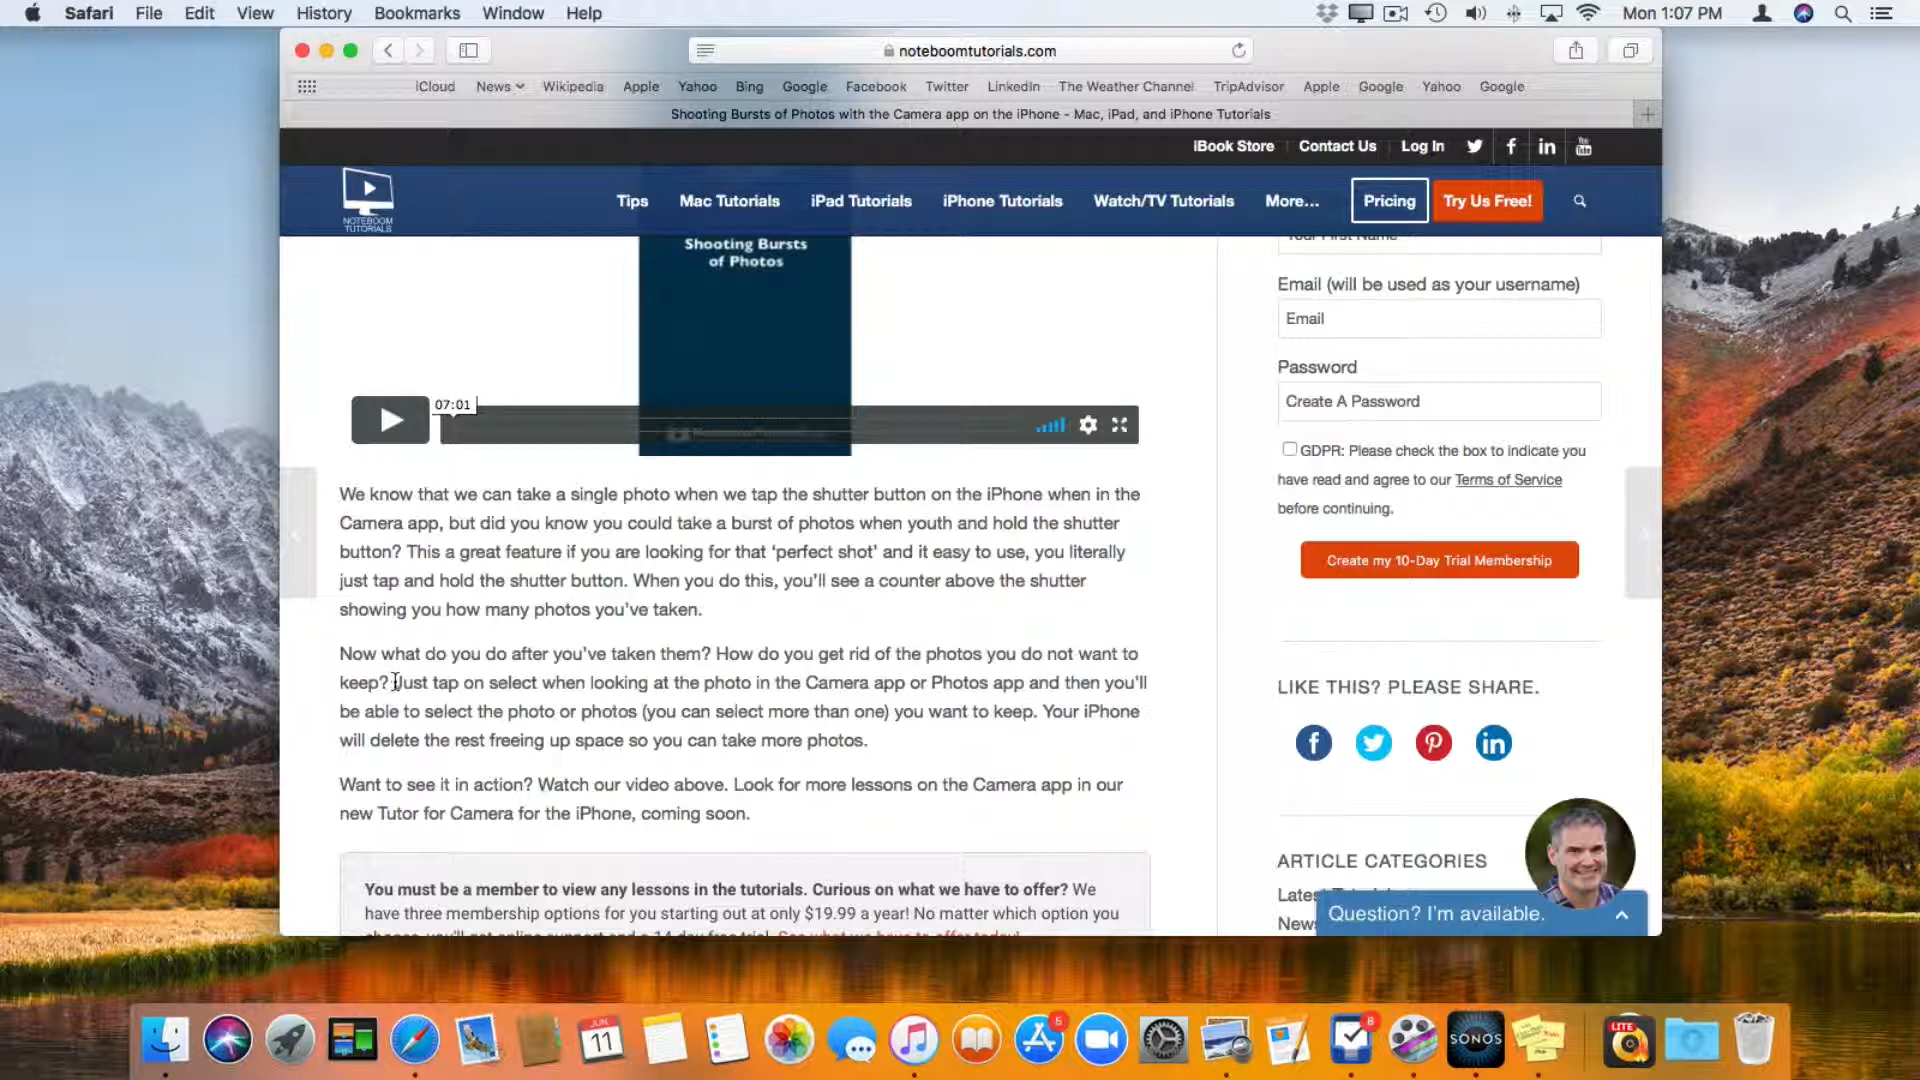 Safari File Edit View History Bookmarks Window Help Mon 1:07 PM
noteboomtutorials.com
iCloud News Wikipedia Apple Yahoo Bing Google Facebook Twitter LinkedIn The Weather Channel TripAdvisor Apple Google Yahoo Google
Shooting Bursts of Photos with the Camera app on the iPhone - Mac, iPad, and iPhone Tutorials
iBook Store Contact Us Log In
NOTEBOOM
TUTORIALS
Tips Mac Tutorials iPad Tutorials iPhone Tutorials Watch/TV Tutorials More... Pricing Try Us Free!
Shooting Bursts
of Photos
07:01
We know that we can take a single photo when we tap the shutter button on the iPhone when in the
Camera app, but did you know you could take a burst of photos when youth and hold the shutter
button? This a great feature if you are looking for that ‘perfect shot’ and it easy to use, you literally
just tap and hold the shutter button. When you do this, you’ll see a counter above the shutter
showing you how many photos you’ve taken.
Now what do you do after you’ve taken them? How do you get rid of the photos you do not want to
keep? Just tap on select when looking at the photo in the Camera app or Photos app and then you’ll
be able to select the photo or photos (you can select more than one) you want to keep. Your iPhone
will delete the rest freeing up space so you can take more photos.
Want to see it in action? Watch our video above. Look for more lessons on the Camera app in our
new Tutor for Camera for the iPhone, coming soon.
You must be a member to view any lessons in the tutorials. Curious on what we have to offer? We
have three membership options for you starting out at only $19.99 a year! No matter which option you
Your First Name
Email (will be used as your username)
Email
Password
Create A Password
GDPR: Please check the box to indicate you
have read and agree to our Terms of Service
before continuing.
Create my 10-Day Trial Membership
LIKE THIS? PLEASE SHARE.
ARTICLE CATEGORIES
Question? I'm available.
JUN
11
5
8
SONOS
LITE